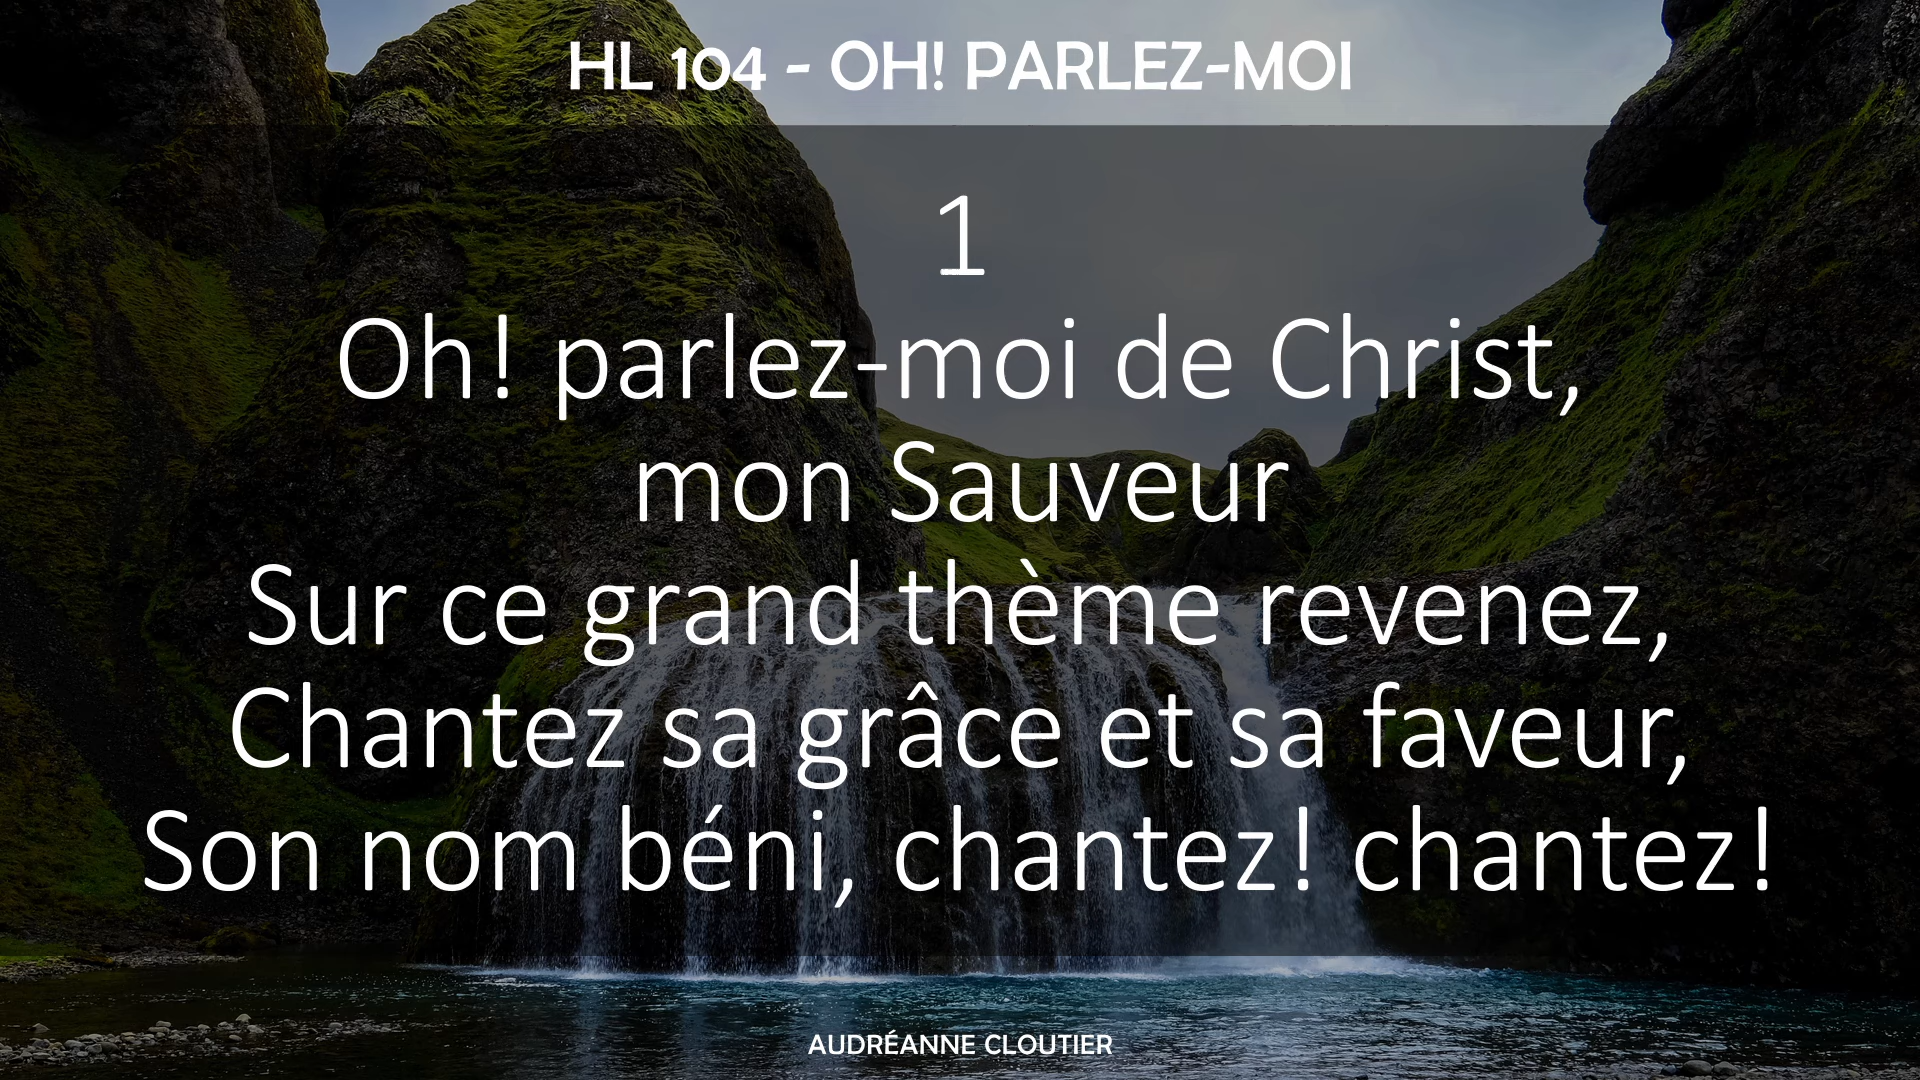 HL 104 - OH! PARLEZ-MOI
1
Oh! parlez-moi de Christ,
mon Sauveur
Sur ce grand thème revenez,
Chantez sa grâce et sa faveur,
Son nom béni, chantez! chantez!
AUDRÉANNE CLOUTIER